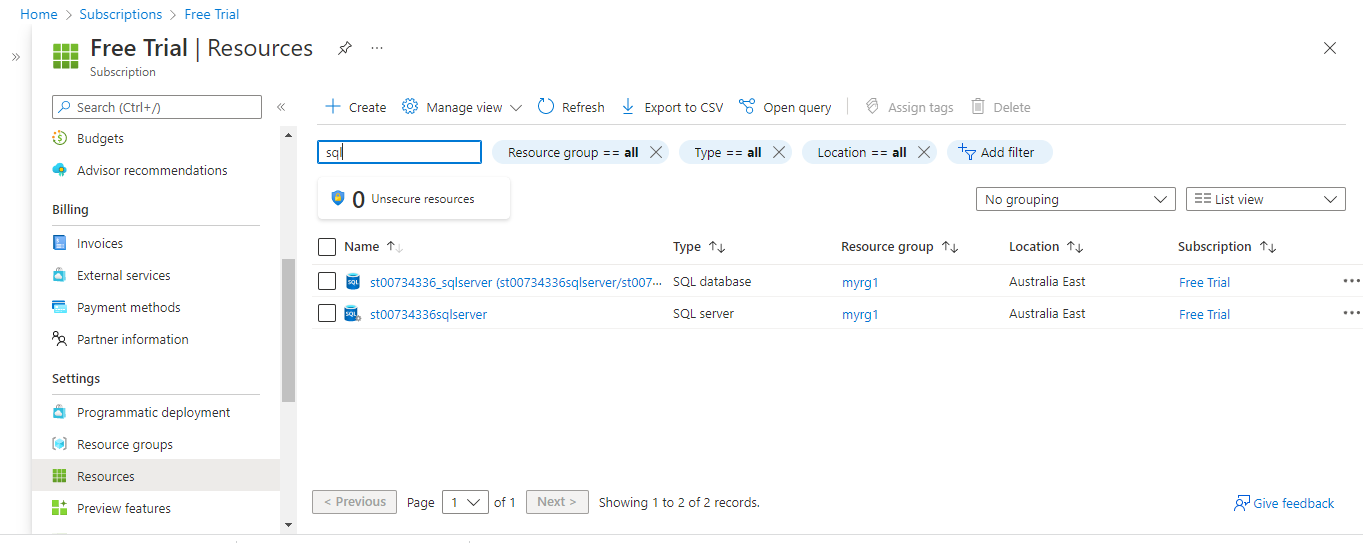 Home > Subscriptions > Free Trial
»
Free Trial | Resources ...
Subscription
Search (Ctrl+/) «
Budgets
Advisor recommendations
Billing
Invoices
External services
Payment methods
Partner information
Settings
Programmatic deployment
Resource groups
Resources
Preview features
Create Manage view Refresh Export to CSV Open query Assign tags Delete
sql Resource group == all Type == all Location == all Add filter
0 Unsecure resources No grouping List view
Name ↑↓ Type ↑↓ Resource group ↑↓ Location ↑↓ Subscription ↑↓
SQL st00734336_sqlserver (st00734336sqlserver/st007··· SQL database myrg1 Australia East Free Trial ···
SQL st00734336sqlserver SQL server myrg1 Australia East Free Trial ···
< Previous Page 1 of 1 Next > Showing 1 to 2 of 2 records.
Give feedback